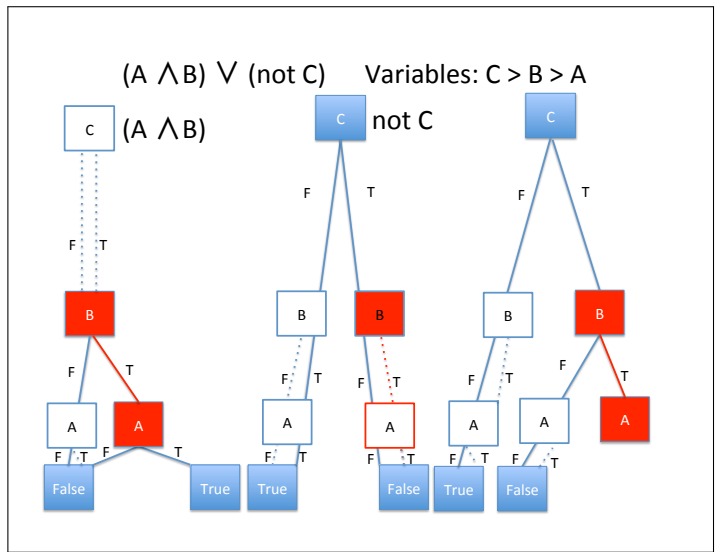 (A ∧B) ∨ (not C) Variables: C > B > A
C (A ∧B) C not C C
F T F T F T
B B B B B
F T F T F T F T F T
A A A A A A A
F T F T F T F T F T F T
False True True False True False